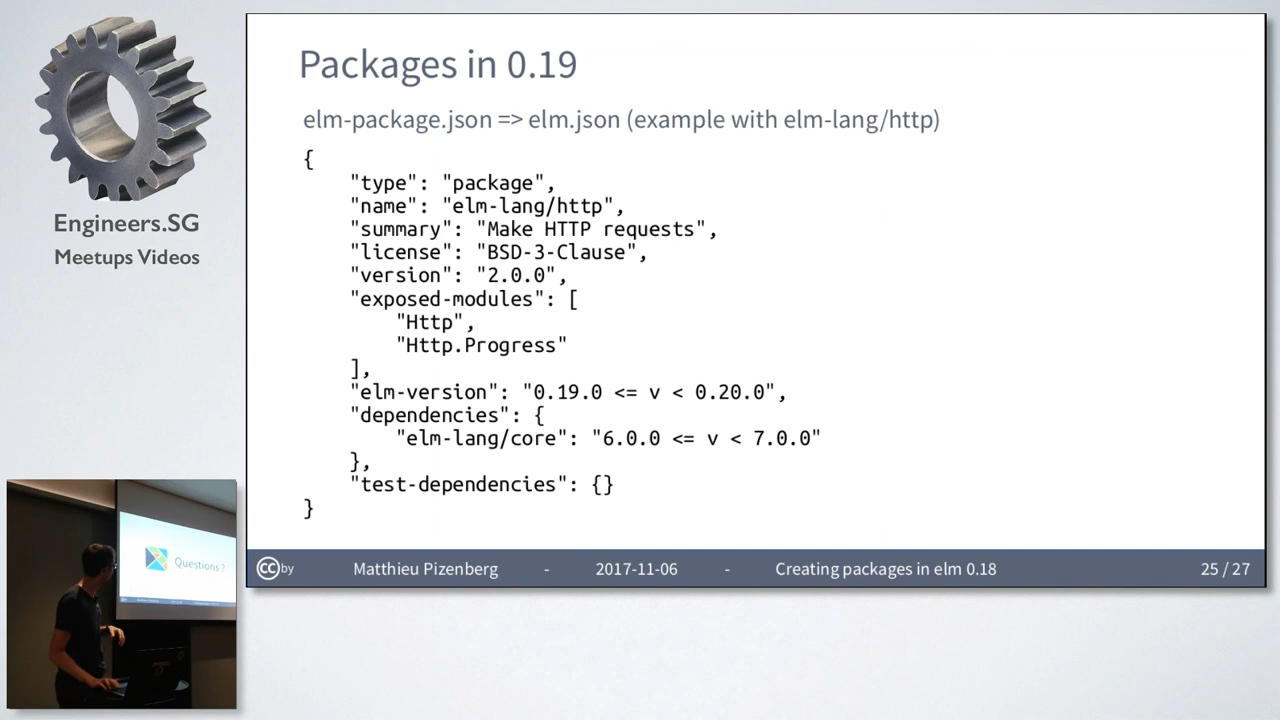 Engineers.SG
Meetups Videos
Packages in 0.19
elm-package.json => elm.json (example with elm-lang/http)
{
    "type": "package",
    "name": "elm-lang/http",
    "summary": "Make HTTP requests",
    "license": "BSD-3-Clause",
    "version": "2.0.0",
    "exposed-modules": [
        "Http",
        "Http.Progress"
    ],
    "elm-version": "0.19.0 <= v < 0.20.0",
    "dependencies": {
        "elm-lang/core": "6.0.0 <= v < 7.0.0"
    },
    "test-dependencies": {}
}
cc by Matthieu Pizenberg - 2017-11-06 - Creating packages in elm 0.18 25 / 27
Questions ?